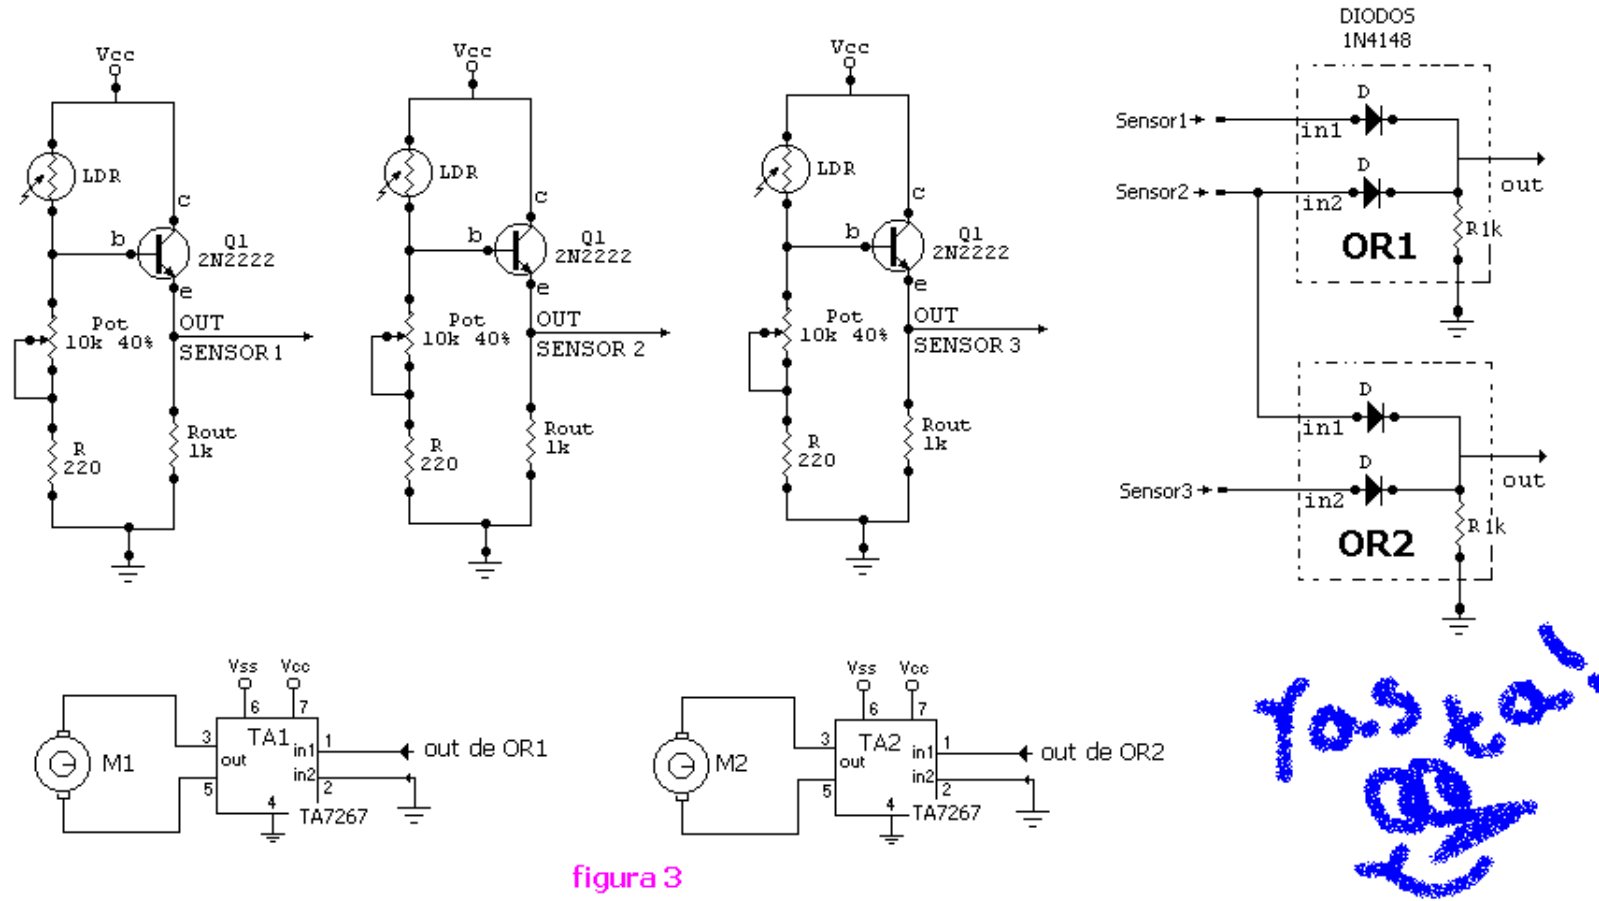 Vcc
LDR
c
b
Q1
2N2222
e
Pot
10k 40%
OUT
SENSOR 1
R
220
Rout
1k
Vcc
LDR
c
b
Q1
2N2222
e
Pot
10k 40%
OUT
SENSOR 2
R
220
Rout
1k
Vcc
LDR
c
b
Q1
2N2222
e
Pot
10k 40%
OUT
SENSOR 3
R
220
Rout
1k
DIODOS
1N4148
D
Sensor1
in1
D
Sensor2
in2
out
R1k
OR1
D
in1
D
Sensor3
in2
out
R1k
OR2
Vss
Vcc
6
7
3
TA1
in1
1
out de OR1
M1
out
in2
5
4
2
TA7267
Vss
Vcc
6
7
3
TA2
in1
1
out de OR2
M2
out
in2
5
4
2
TA7267
Ya s ta!
figura 3